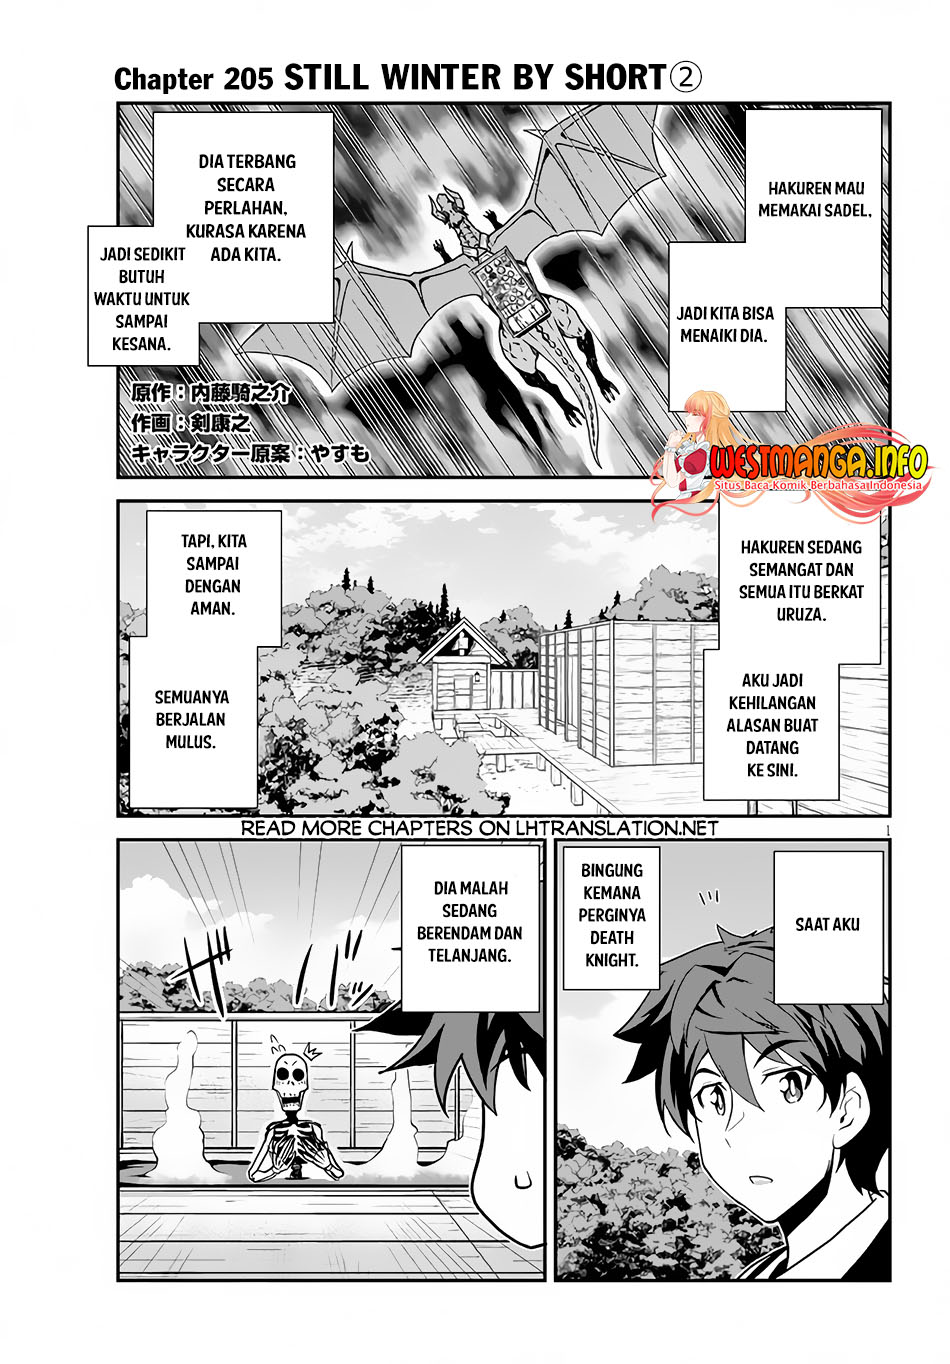 Chapter 205 STILL WINTER BY SHORT②
HAKUREN MAU
MEMAKAI SADEL,
JADI KITA BISA
MENAIKI DIA.
DIA TERBANG
SECARA
PERLAHAN,
KURASA KARENA
ADA KITA.
JADI SEDIKIT
BUTUH
WAKTU UNTUK
SAMPAI
KESANA.
原作：内藤騎之介
作画：剣康之
キャラクター原案：やすも
WESTMANGA.INFO
Situs Baca Komik Berbahasa Indonesia
HAKUREN SEDANG
SEMANGAT DAN
SEMUA ITU BERKAT
URUZA.
AKU JADI
KEHILANGAN
ALASAN BUAT
DATANG
KE SINI.
TAPI, KITA
SAMPAI
DENGAN
AMAN.
SEMUANYA
BERJALAN
MULUS.
READ MORE CHAPTERS ON LHTRANSLATION.NET
1
SAAT AKU
BINGUNG
KEMANA
PERGINYA
DEATH
KNIGHT.
DIA MALAH
SEDANG
BERENDAM DAN
TELANJANG.